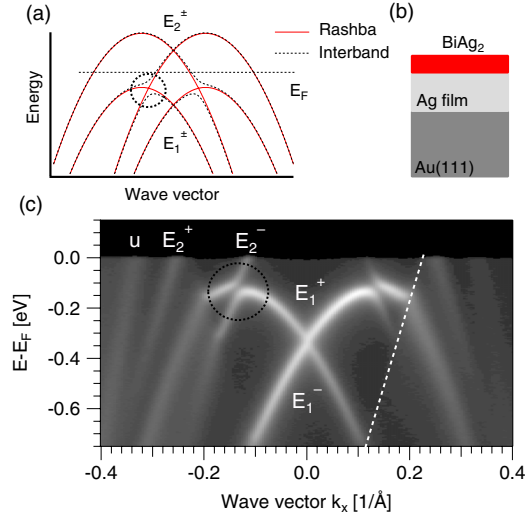 (a)
E₂±
Rashba
Interband
Energy
E_F
E₁±
Wave vector
(b)
BiAg₂
Ag film
Au(111)
(c)
u E₂⁺ E₂⁻
E₁⁺
E₁⁻
E-E_F [eV]
0.0
-0.2
-0.4
-0.6
-0.4 -0.2 0.0 0.2 0.4
Wave vector kₓ [1/Å]